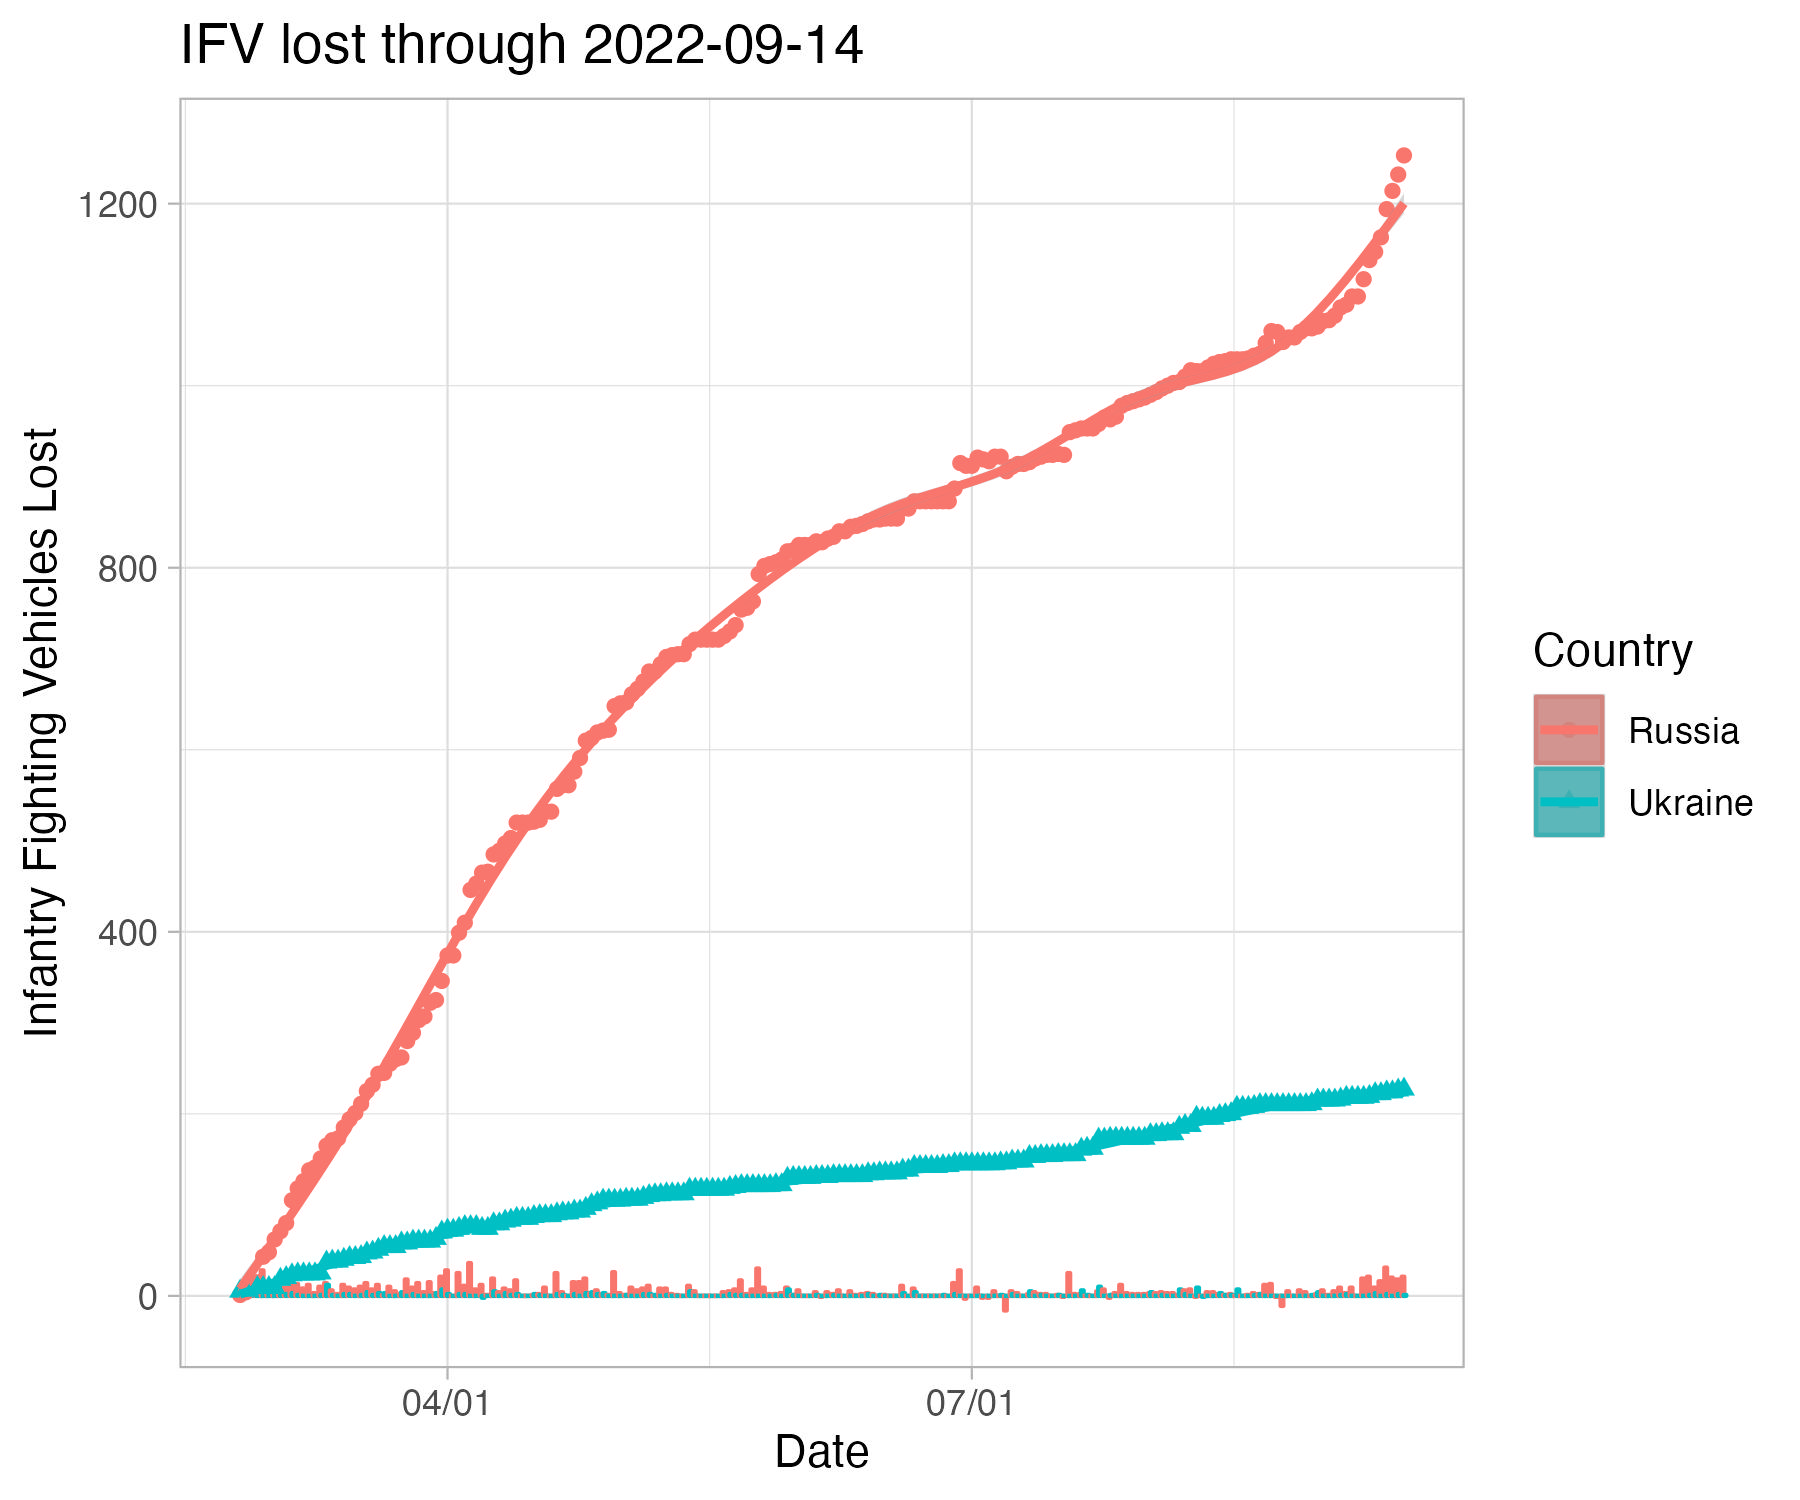 IFV lost through 2022-09-14
Infantry Fighting Vehicles Lost
1200
800
400
0
04/01
07/01
Date
Country
Russia
Ukraine